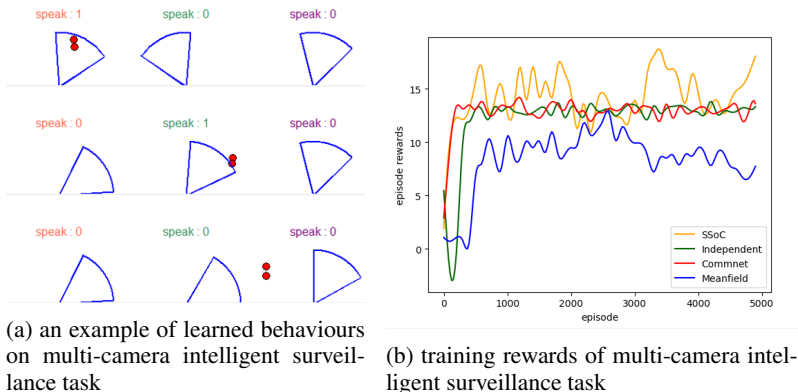 speak : 1 speak : 0 speak : 0
speak : 0 speak : 1 speak : 0
speak : 0 speak : 0 speak : 0
(a) an example of learned behaviours
on multi-camera intelligent surveil-
lance task
episode rewards
15
10
5
0
SSoC
Independent
Commnet
Meanfield
0 1000 2000 3000 4000 5000
episode
(b) training rewards of multi-camera intel-
ligent surveillance task